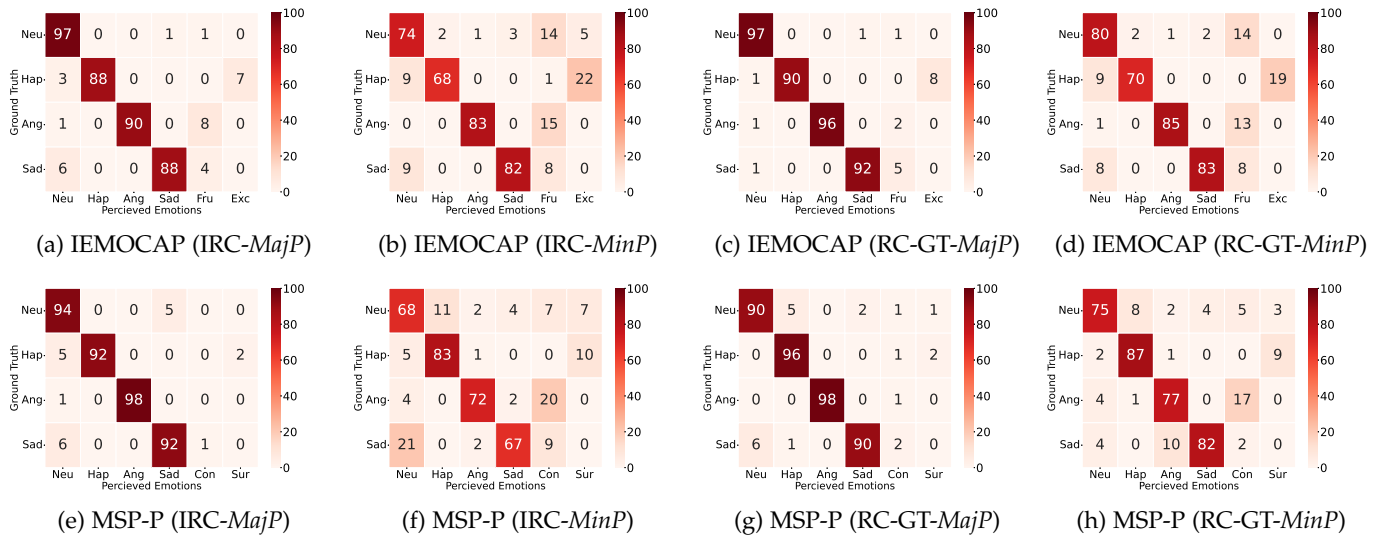 Neu 97 0 0 1 1 0
Hap 3 88 0 0 0 7
Ang 1 0 90 0 8 0
Sad 6 0 0 88 4 0
Neu Hap Ang Sad Fru Exc
Percieved Emotions
Ground Truth
100
80
60
40
20
0
(a) IEMOCAP (IRC-MajP)
Neu 74 2 1 3 14 5
Hap 9 68 0 0 1 22
Ang 0 0 83 0 15 0
Sad 9 0 0 82 8 0
Neu Hap Ang Sad Fru Exc
Percieved Emotions
Ground Truth
100
80
60
40
20
0
(b) IEMOCAP (IRC-MinP)
Neu 97 0 0 1 1 0
Hap 1 90 0 0 0 8
Ang 1 0 96 0 2 0
Sad 1 0 0 92 5 0
Neu Hap Ang Sad Fru Exc
Percieved Emotions
Ground Truth
100
80
60
40
20
0
(c) IEMOCAP (RC-GT-MajP)
Neu 80 2 1 2 14 0
Hap 9 70 0 0 0 19
Ang 1 0 85 0 13 0
Sad 8 0 0 83 8 0
Neu Hap Ang Sad Fru Exc
Percieved Emotions
Ground Truth
100
80
60
40
20
0
(d) IEMOCAP (RC-GT-MinP)
Neu 94 0 0 5 0 0
Hap 5 92 0 0 0 2
Ang 1 0 98 0 0 0
Sad 6 0 0 92 1 0
Neu Hap Ang Sad Con Sur
Percieved Emotions
Ground Truth
100
80
60
40
20
0
(e) MSP-P (IRC-MajP)
Neu 68 11 2 4 7 7
Hap 5 83 1 0 0 10
Ang 4 0 72 2 20 0
Sad 21 0 2 67 9 0
Neu Hap Ang Sad Con Sur
Percieved Emotions
Ground Truth
100
80
60
40
20
0
(f) MSP-P (IRC-MinP)
Neu 90 5 0 2 1 1
Hap 0 96 0 0 1 2
Ang 0 0 98 0 1 0
Sad 6 1 0 90 2 0
Neu Hap Ang Sad Con Sur
Percieved Emotions
Ground Truth
100
80
60
40
20
0
(g) MSP-P (RC-GT-MajP)
Neu 75 8 2 4 5 3
Hap 2 87 1 0 0 9
Ang 4 1 77 0 17 0
Sad 4 0 10 82 2 0
Neu Hap Ang Sad Con Sur
Percieved Emotions
Ground Truth
100
80
60
40
20
0
(h) MSP-P (RC-GT-MinP)